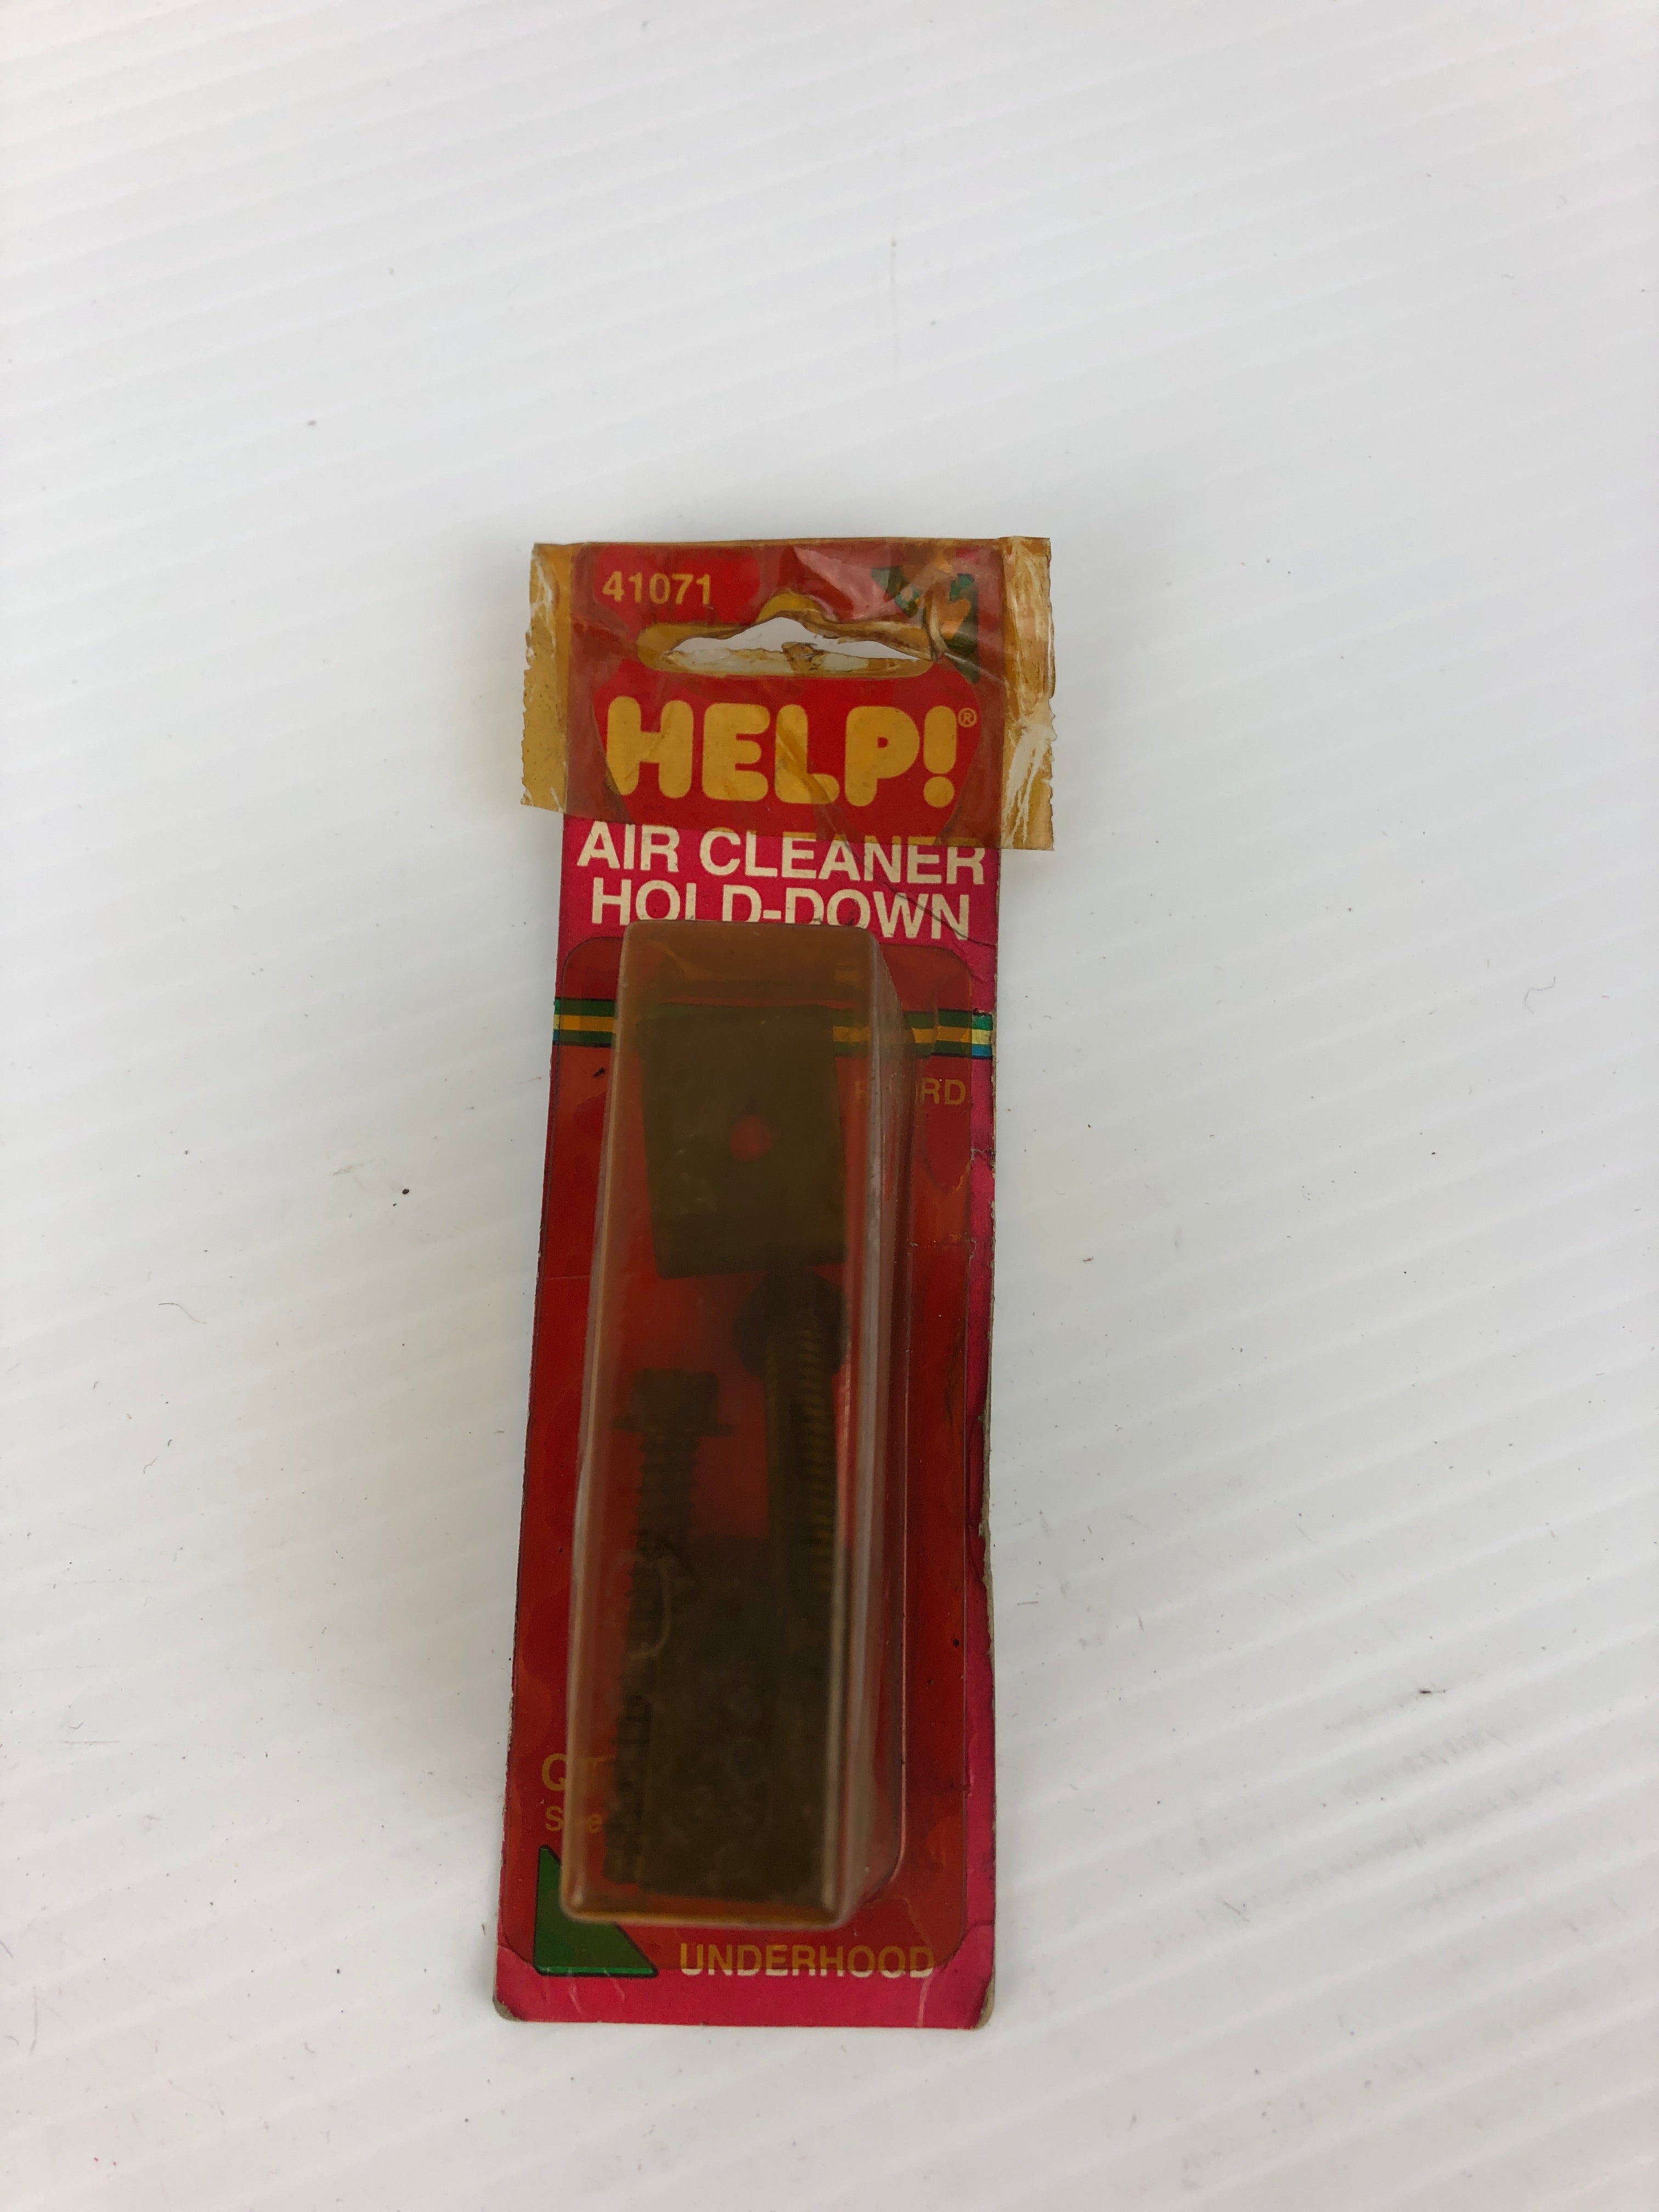 41071
HELP!®
AIR CLEANER
HOLD-DOWN
UNDERHOOD